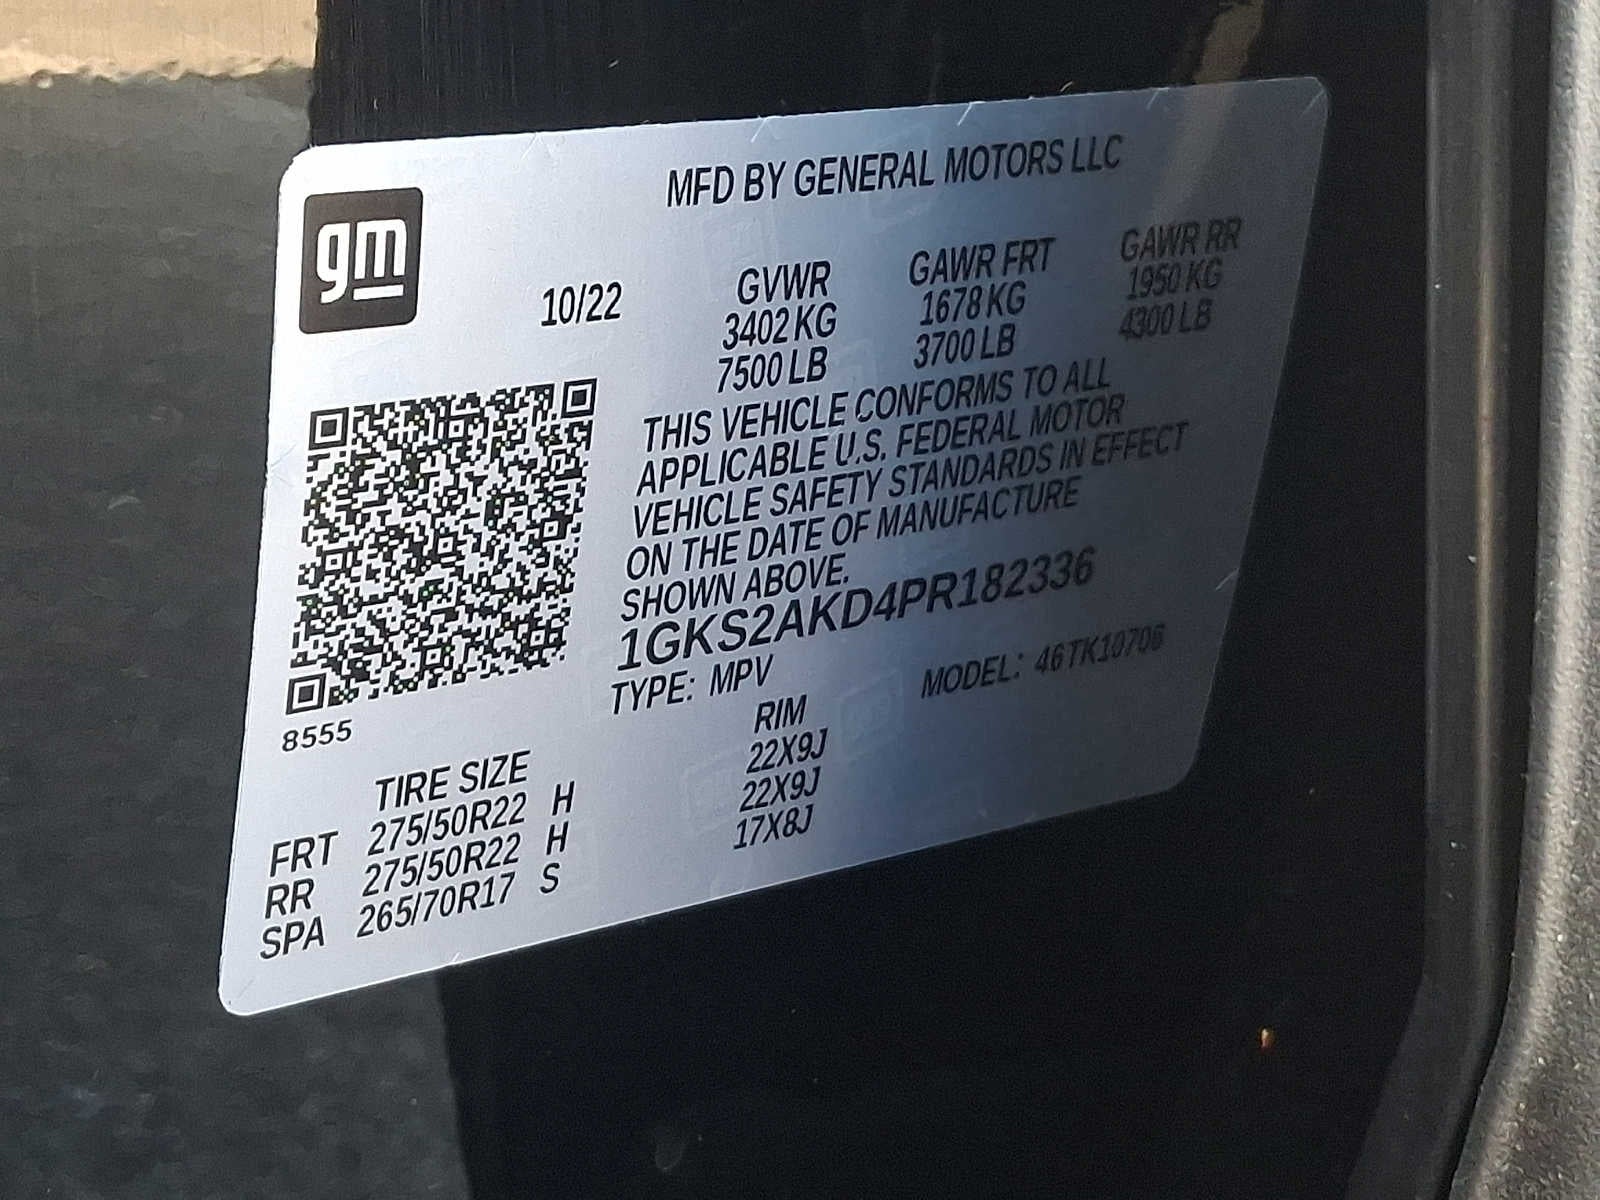 gm
MFD BY GENERAL MOTORS LLC
10/22
GVWR GAWR FRT GAWR RR
3402 KG 1678 KG 1950 KG
7500 LB 3700 LB 4300 LB
THIS VEHICLE CONFORMS TO ALL
APPLICABLE U.S. FEDERAL MOTOR
VEHICLE SAFETY STANDARDS IN EFFECT
ON THE DATE OF MANUFACTURE
SHOWN ABOVE.
1GKS2AKD4PR182336
TYPE: MPV MODEL: 46TK10706
8555
TIRE SIZE RIM
FRT 275/50R22 H 22X9J
RR 275/50R22 H 22X9J
SPA 265/70R17 S 17X8J